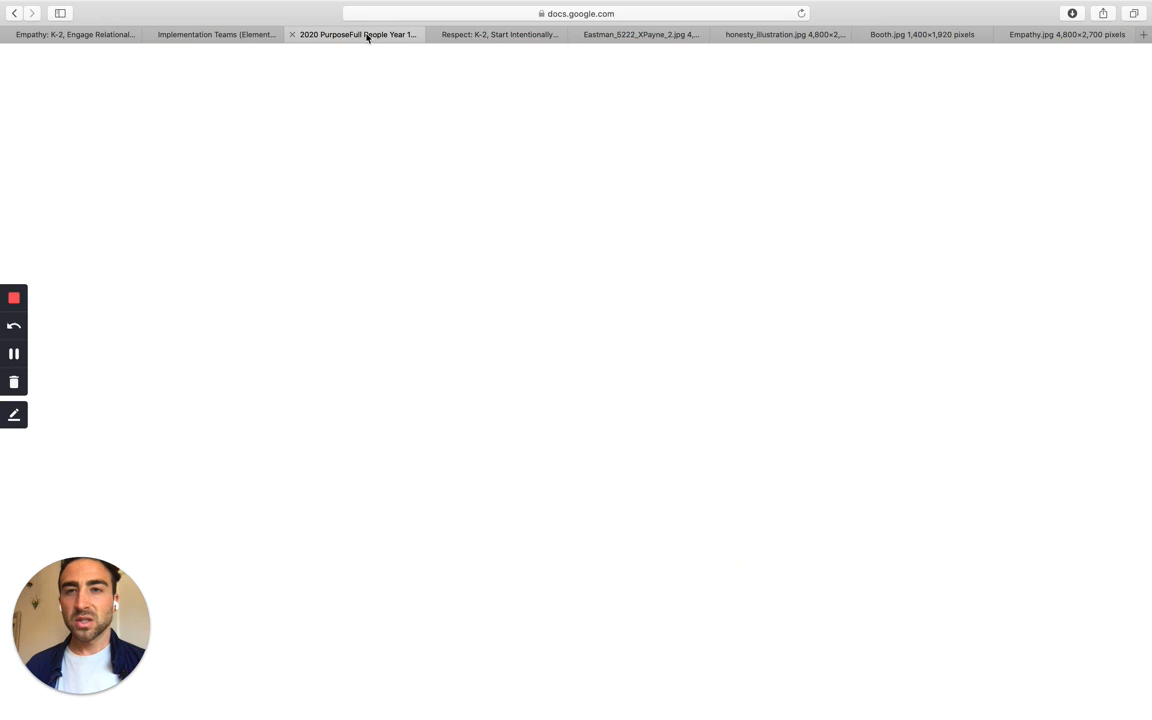 docs.google.com
Empathy: K-2, Engage Relational...
Implementation Teams (Element...
2020 PurposeFull People Year 1...
Respect: K-2, Start Intentionally...
Eastman_5222_XPayne_2.jpg 4,...
honesty_illustration.jpg 4,800×2,...
Booth.jpg 1,400×1,920 pixels
Empathy.jpg 4,800×2,700 pixels